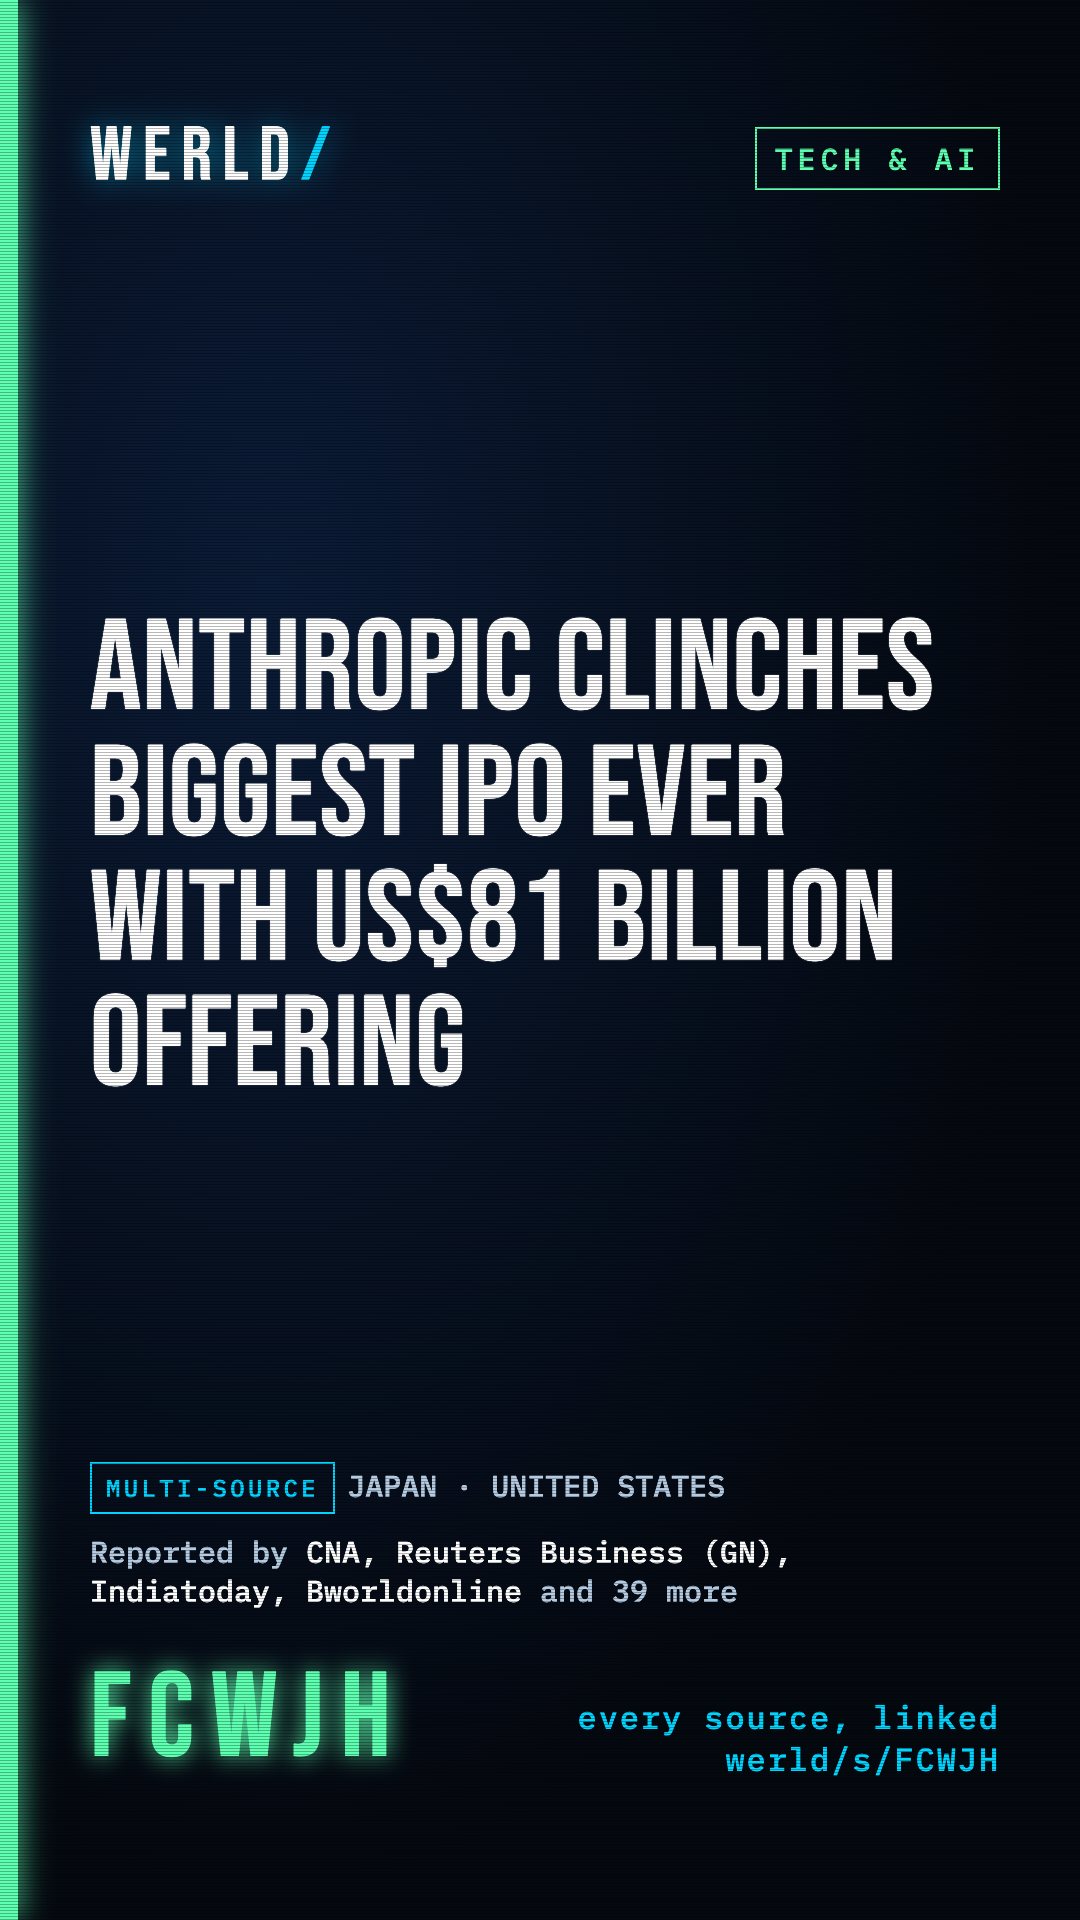 WERLD/
TECH & AI
ANTHROPIC CLINCHES
BIGGEST IPO EVER
WITH US$81 BILLION
OFFERING
MULTI-SOURCE JAPAN · UNITED STATES
Reported by CNA, Reuters Business (GN),
Indiatoday, Bworldonline and 39 more
FCWJH
every source, linked
werld/s/FCWJH